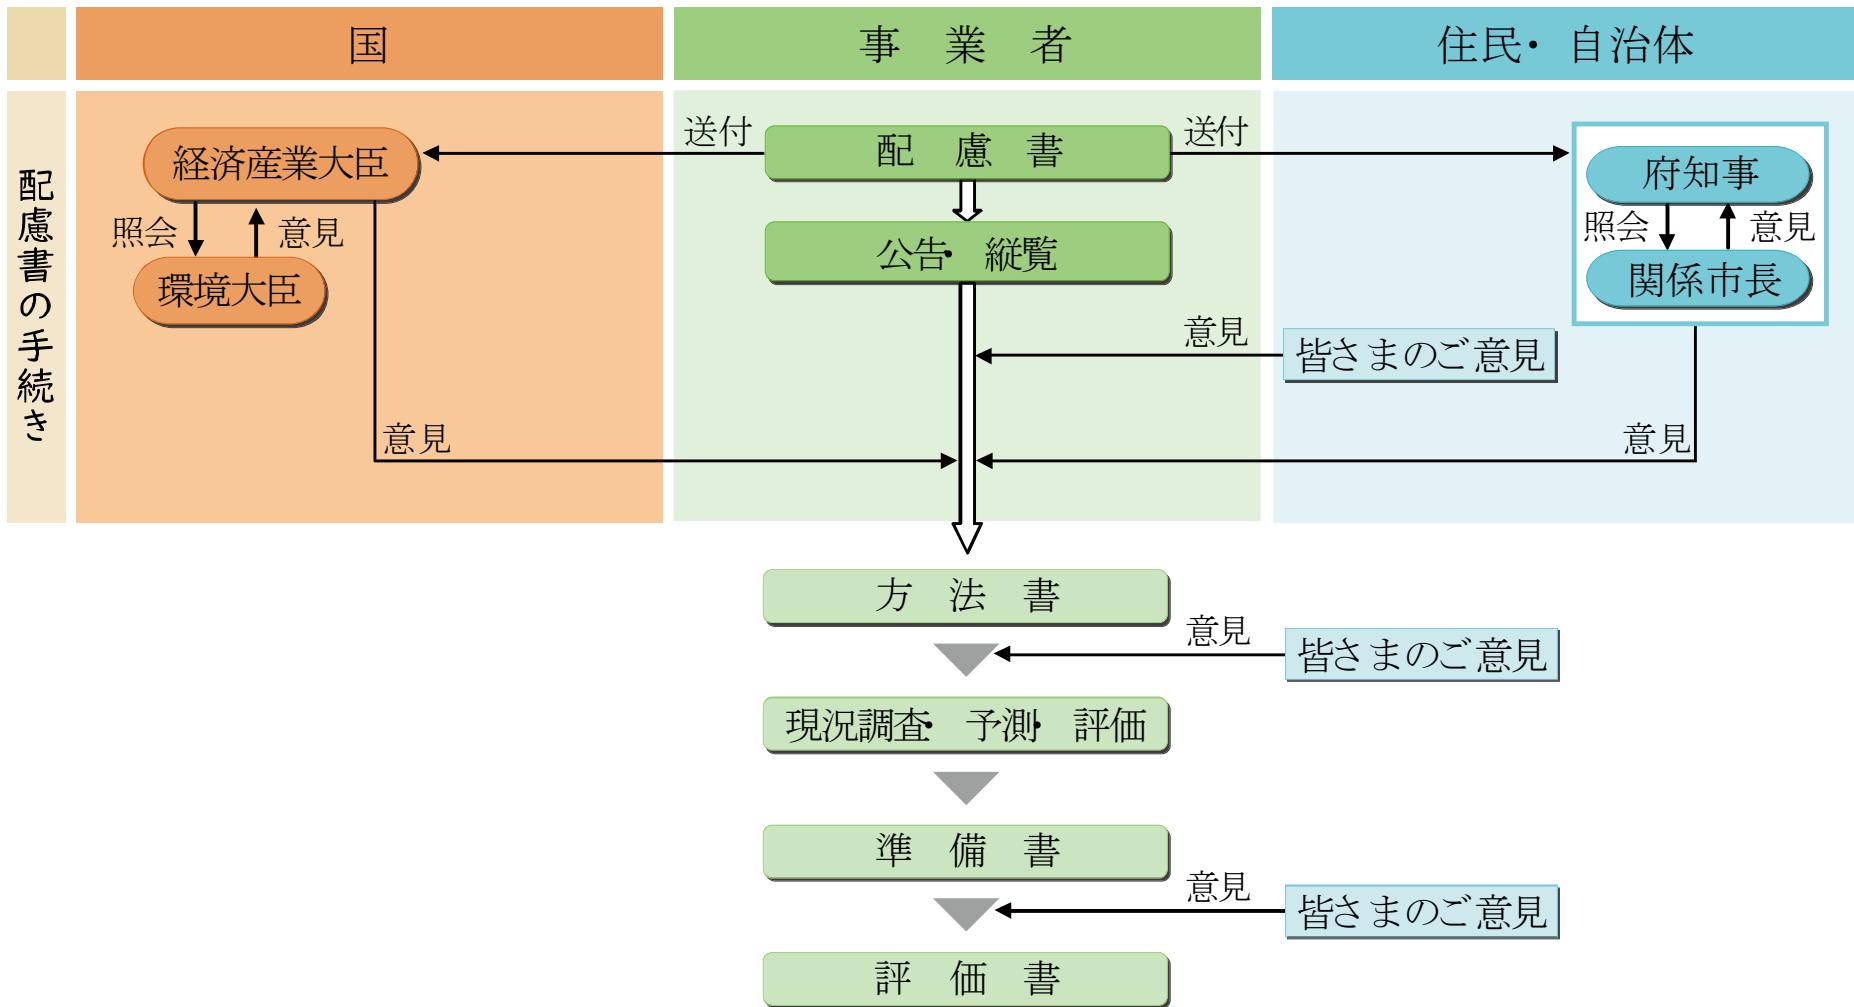 国
事 業 者
住民・自治体
配慮書の手続き
送付
配 慮 書
送付
経済産業大臣
府知事
照会
意見
照会
意見
公告・縦覧
環境大臣
関係市長
意見
皆さまのご意見
意見
意見
方 法 書
意見
皆さまのご意見
現況調査・予測・評価
準 備 書
意見
皆さまのご意見
評 価 書